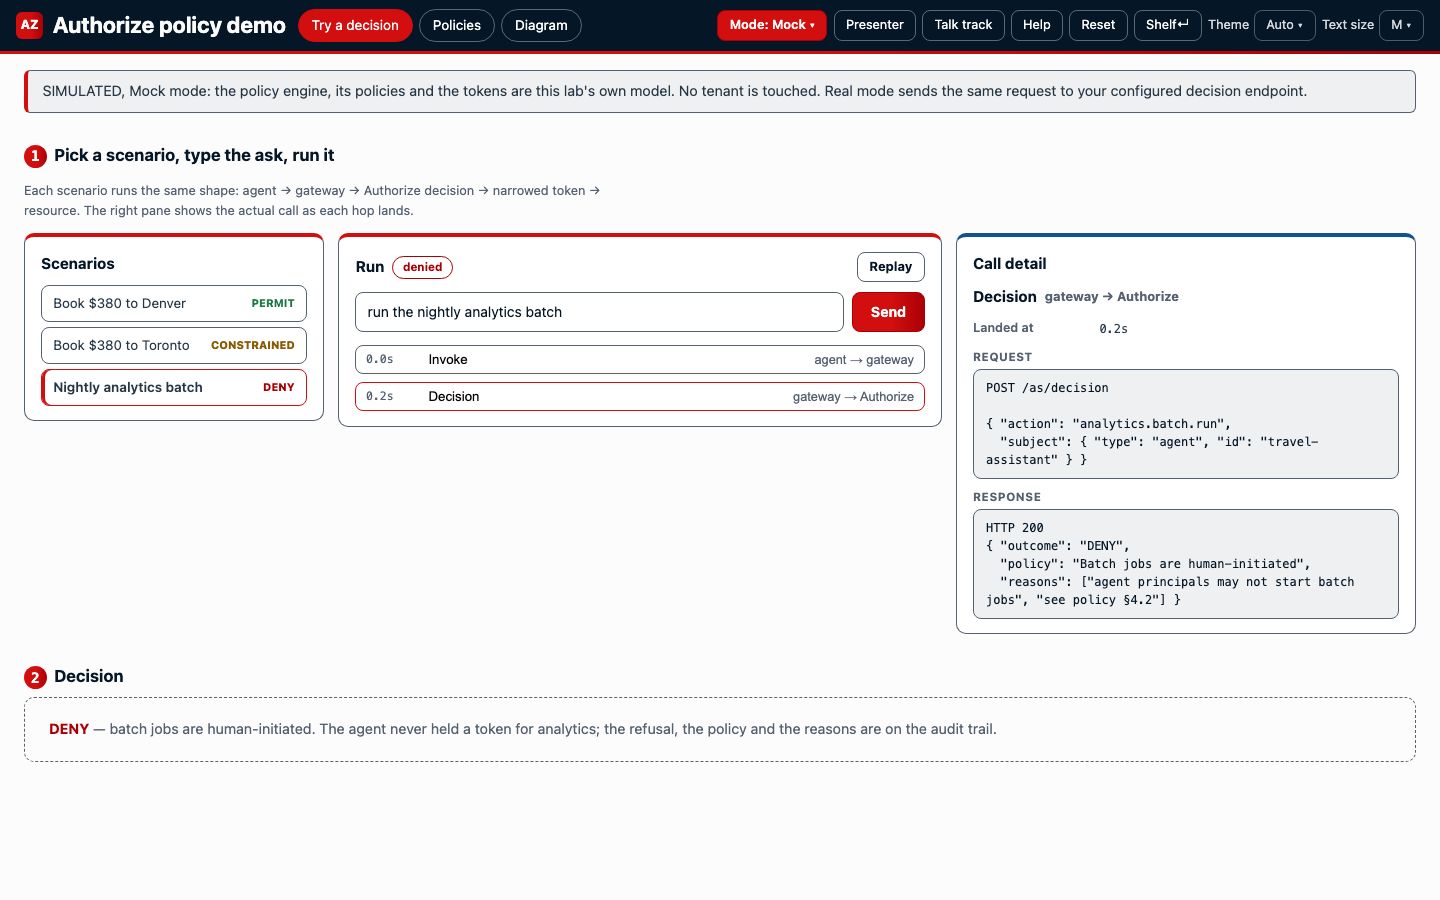 AZ Authorize policy demo Try a decision Policies Diagram Mode: Mock ▾ Presenter Talk track Help Reset Shelf↵ Theme Auto ▾ Text size M ▾
SIMULATED, Mock mode: the policy engine, its policies and the tokens are this lab's own model. No tenant is touched. Real mode sends the same request to your configured decision endpoint.
1 Pick a scenario, type the ask, run it
Each scenario runs the same shape: agent → gateway → Authorize decision → narrowed token →
resource. The right pane shows the actual call as each hop lands.
Scenarios
Book $380 to Denver PERMIT
Book $380 to Toronto CONSTRAINED
Nightly analytics batch DENY
Run denied Replay
run the nightly analytics batch Send
0.0s Invoke agent → gateway
0.2s Decision gateway → Authorize
Call detail
Decision gateway → Authorize
Landed at 0.2s
REQUEST
POST /as/decision
{ "action": "analytics.batch.run",
"subject": { "type": "agent", "id": "travel-
assistant" } }
RESPONSE
HTTP 200
{ "outcome": "DENY",
"policy": "Batch jobs are human-initiated",
"reasons": ["agent principals may not start batch
jobs", "see policy §4.2"] }
2 Decision
DENY — batch jobs are human-initiated. The agent never held a token for analytics; the refusal, the policy and the reasons are on the audit trail.